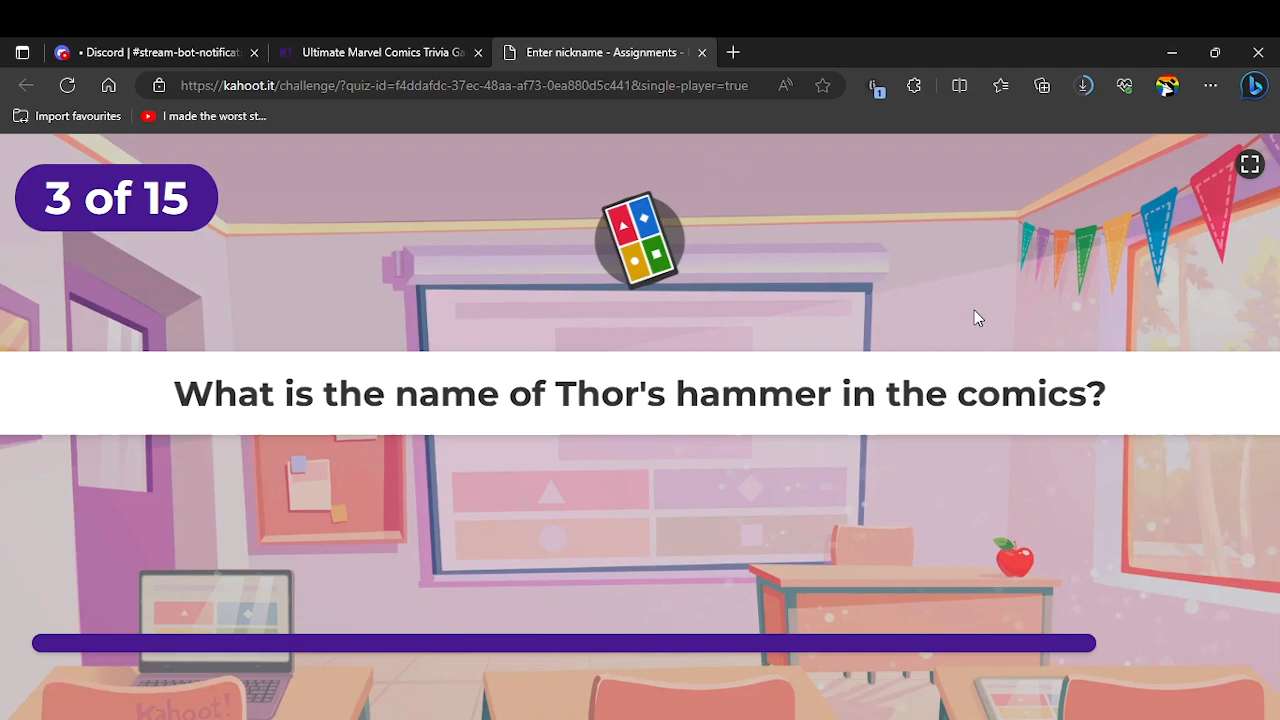 • Discord | #stream-bot-notificat
Ultimate Marvel Comics Trivia Ga
Enter nickname - Assignments -
https://kahoot.it/challenge/?quiz-id=f4ddafdc-37ec-48aa-af73-9ea880d5c441&single-player=true
1
Import favourites
I made the worst st...
3 of 15
What is the name of Thor's hammer in the comics?
kahoot!